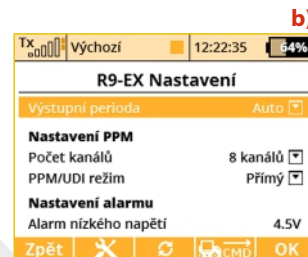 b)
Tx Výchozí 12:22:35 64%
R9-EX Nastavení
Výstupní perioda Auto
Nastavení PPM
Počet kanálů 8 kanálů
PPM/UDI režim Přímý
Nastavení alarmu
Alarm nízkého napětí 4.5V
Zpět CMD OK